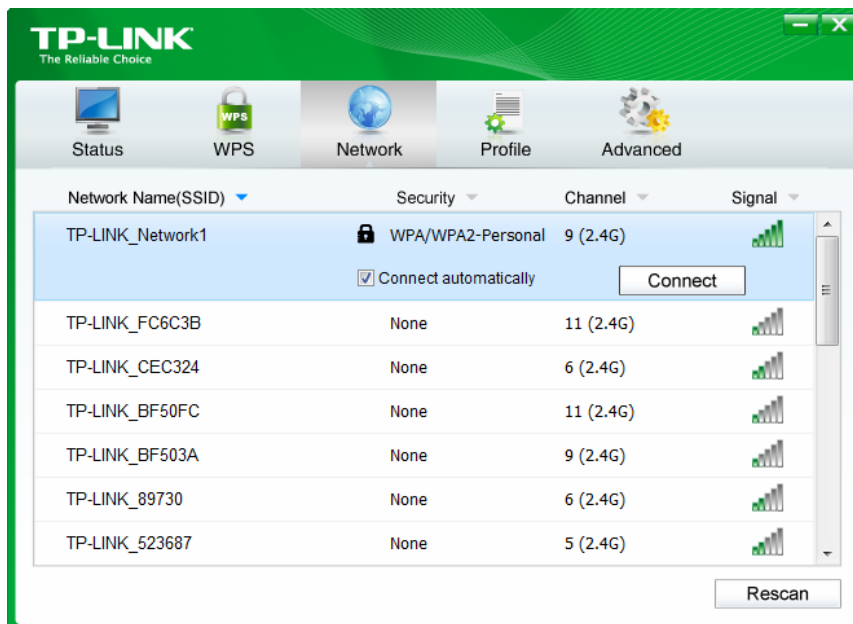 TP-LINK
The Reliable Choice
Status WPS Network Profile Advanced
WPS
Network Name(SSID) Security Channel Signal
TP-LINK_Network1 WPA/WPA2-Personal 9 (2.4G)
Connect automatically Connect
TP-LINK_FC6C3B None 11 (2.4G)
TP-LINK_CEC324 None 6 (2.4G)
TP-LINK_BF50FC None 11 (2.4G)
TP-LINK_BF503A None 9 (2.4G)
TP-LINK_89730 None 6 (2.4G)
TP-LINK_523687 None 5 (2.4G)
Rescan